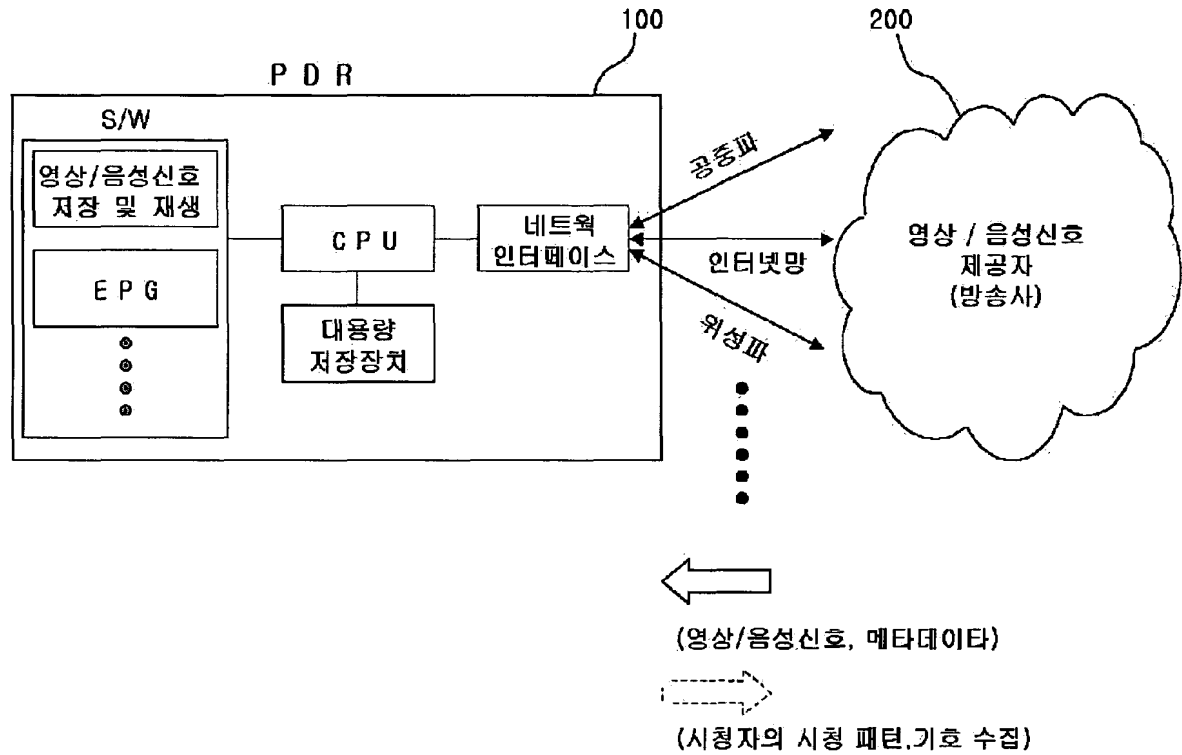 100
200
P D R
S/W
영상/음성신호
저장 및 재생
E P G
C P U
대용량
저장장치
네트웍
인터페이스
공중파
인터넷망
위성파
영상 / 음성신호
제공자
(방송사)
(영상/음성신호, 메타데이타)
(시청자의 시청 패턴,기호 수집)